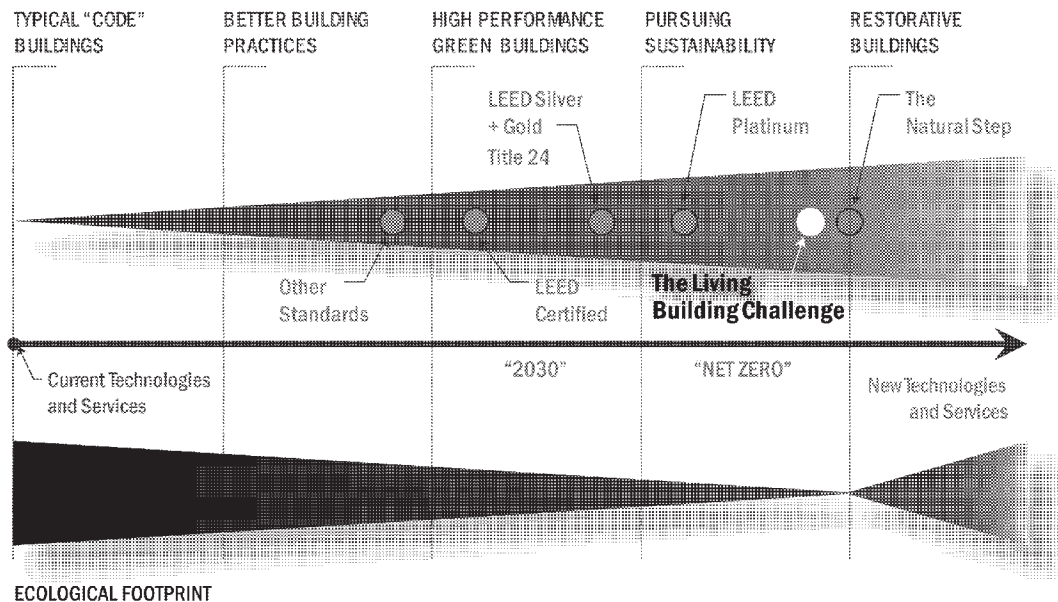 TYPICAL “CODE”
BUILDINGS
BETTER BUILDING
PRACTICES
HIGH PERFORMANCE
GREEN BUILDINGS
PURSUING
SUSTAINABILITY
RESTORATIVE
BUILDINGS
LEED Silver
+ Gold
Title 24
LEED
Platinum
The
Natural Step
Other
Standards
LEED
Certified
The Living
Building Challenge
“2030”
“NET ZERO”
Current Technologies
and Services
New Technologies
and Services
ECOLOGICAL FOOTPRINT